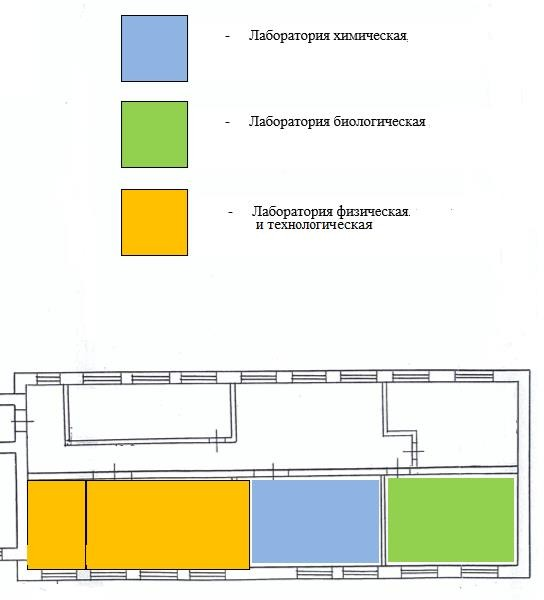 - Лаборатория химическая
- Лаборатория биологическая
- Лаборатория физическая
и технологическая